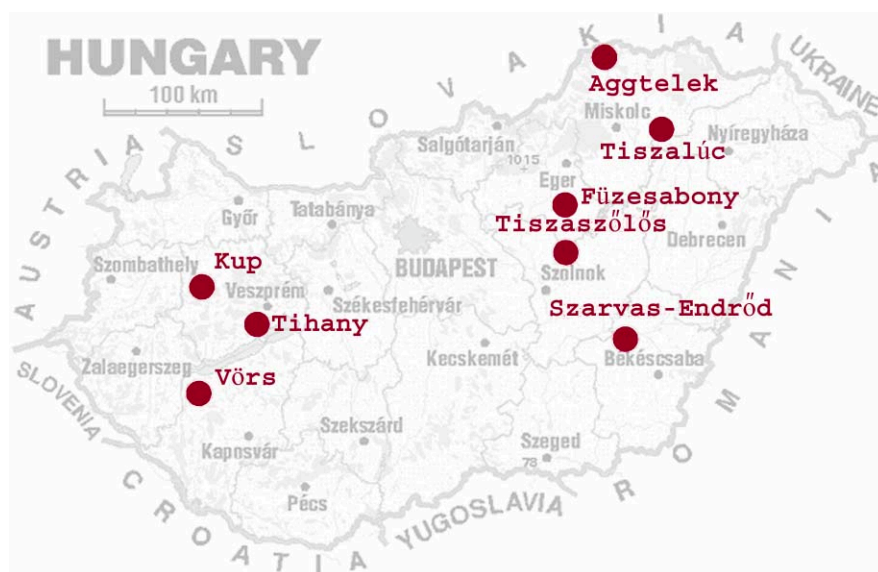 HUNGARY
100 km
SLOVAKIA
UKRAINE
AUSTRIA
ROMANIA
SLOVENIA
CROATIA
YUGOSLAVIA
Aggtelek
Miskolc
Salgótarján
1015
Tiszalúc
Nyíregyháza
Eger
Füzesabony
Tiszaszőlős
Győr
Tatabánya
Debrecen
Kup
Szombathely
BUDAPEST
Szolnok
Veszprém
Székesfehérvár
Szarvas-Endrőd
Tihany
Kecskemét
Békéscsaba
Zalaegerszeg
Vörs
Szekszárd
Kaposvár
Szeged
78
Pécs